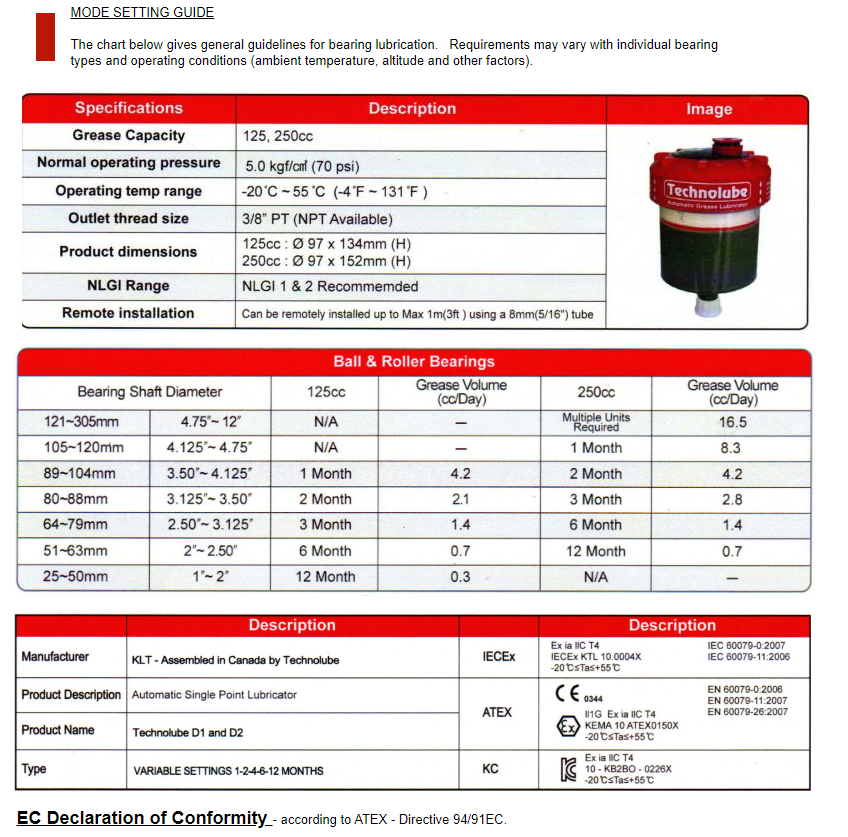 MODE SETTING GUIDE
The chart below gives general guidelines for bearing lubrication. Requirements may vary with individual bearing
types and operating conditions (ambient temperature, altitude and other factors).
Specifications Description Image
Grease Capacity 125, 250cc
Normal operating pressure 5.0 kgf/㎠ (70 psi)
Operating temp range -20℃ ~ 55 ℃ (-4℉ ~ 131℉ )
Outlet thread size 3/8" PT (NPT Available)
Product dimensions 125cc : Ø 97 x 134mm (H)
250cc : Ø 97 x 152mm (H)
NLGI Range NLGI 1 & 2 Recommemded
Remote installation Can be remotely installed up to Max 1m(3ft ) using a 8mm(5/16") tube
Technolube
Automatic Grease Lubricator
Ball & Roller Bearings
Bearing Shaft Diameter 125cc Grease Volume (cc/Day) 250cc Grease Volume (cc/Day)
121~305mm 4.75"~ 12" N/A — Multiple Units Required 16.5
105~120mm 4.125"~ 4.75" N/A — 1 Month 8.3
89~104mm 3.50"~ 4.125" 1 Month 4.2 2 Month 4.2
80~88mm 3.125"~ 3.50" 2 Month 2.1 3 Month 2.8
64~79mm 2.50"~ 3.125" 3 Month 1.4 6 Month 1.4
51~63mm 2"~ 2.50" 6 Month 0.7 12 Month 0.7
25~50mm 1"~ 2" 12 Month 0.3 N/A —
Description Description
Manufacturer KLT - Assembled in Canada by Technolube
Product Description Automatic Single Point Lubricator
Product Name Technolube D1 and D2
Type VARIABLE SETTINGS 1-2-4-6-12 MONTHS
IECEx
Ex ia IIC T4 IEC 60079-0:2007
IECEx KTL 10.0004X IEC 60079-11:2006
-20℃≤Ta≤+55℃
ATEX
CE 0344 EN 60079-0:2006
EN 60079-11:2007
EN 60079-26:2007
Ex II1G Ex ia IIC T4
KEMA 10 ATEX0150X
-20℃≤Ta≤+55℃
KC
Ex ia IIC T4
10 - KB2BO - 0226X
-20℃≤Ta≤+55℃
EC Declaration of Conformity - according to ATEX - Directive 94/91EC.